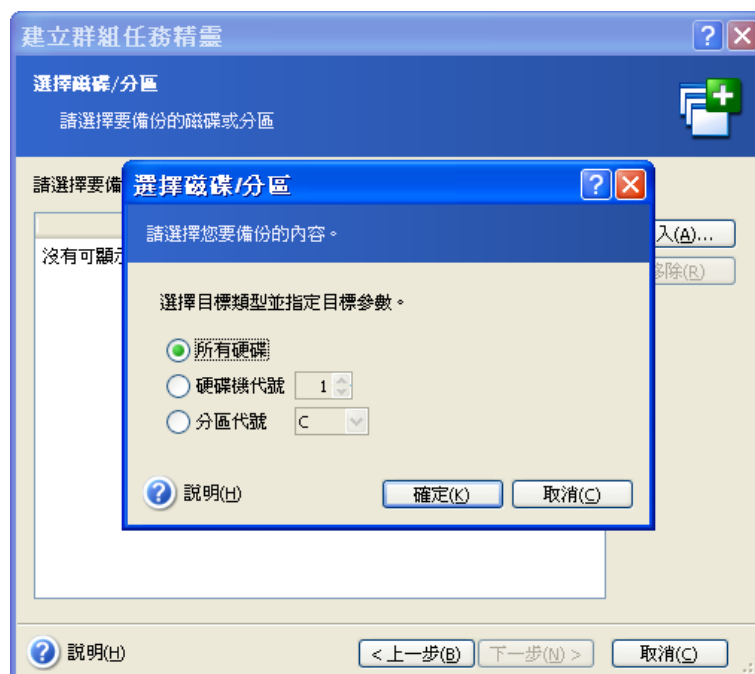 建立群組任務精靈
選擇磁碟/分區
請選擇要備份的磁碟或分區
請選擇要備
沒有可顯示
入(A)...
移除(R)
選擇磁碟/分區
請選擇您要備份的內容。
選擇目標類型並指定目標參數。
所有硬碟
硬碟機代號 1
分區代號 C
說明(H) 確定(K) 取消(C)
說明(H) < 上一步(B) 下一步(N) > 取消(C)